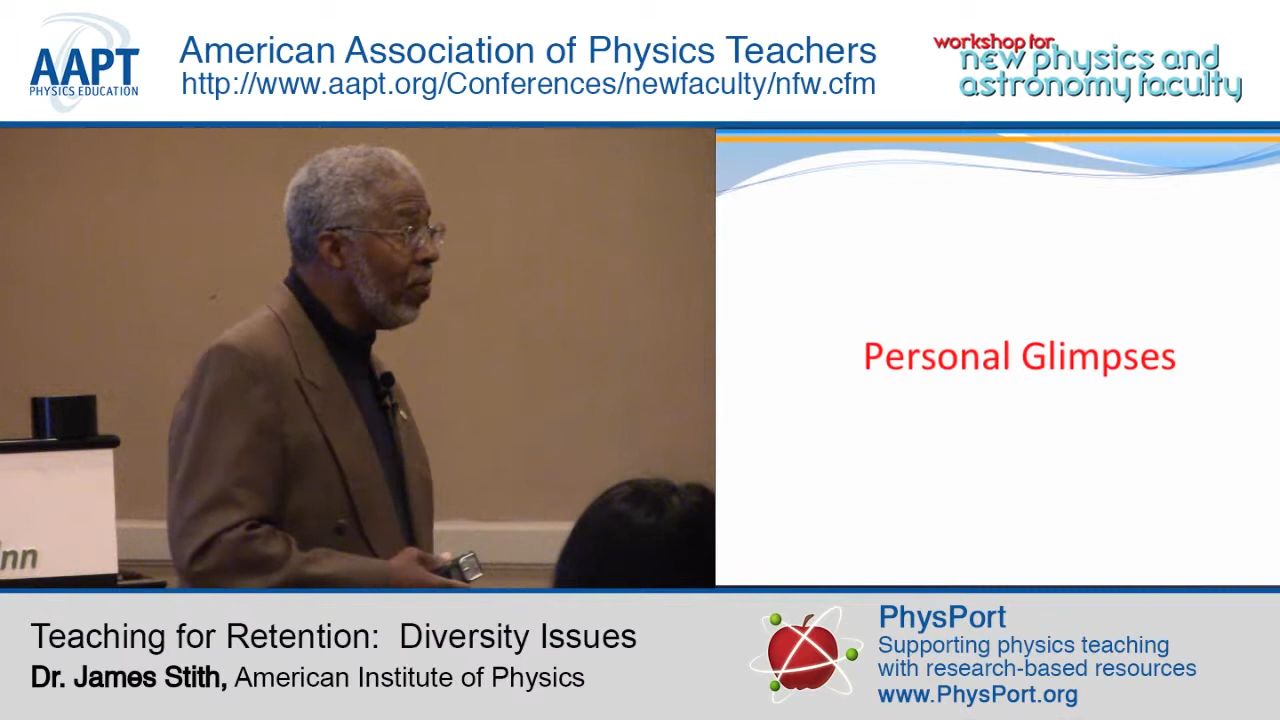 AAPT
PHYSICS EDUCATION
American Association of Physics Teachers
http://www.aapt.org/Conferences/newfaculty/nfw.cfm
workshop for
new physics and
astronomy faculty
Personal Glimpses
Inn
Teaching for Retention: Diversity Issues
Dr. James Stith, American Institute of Physics
PhysPort
Supporting physics teaching
with research-based resources
www.PhysPort.org